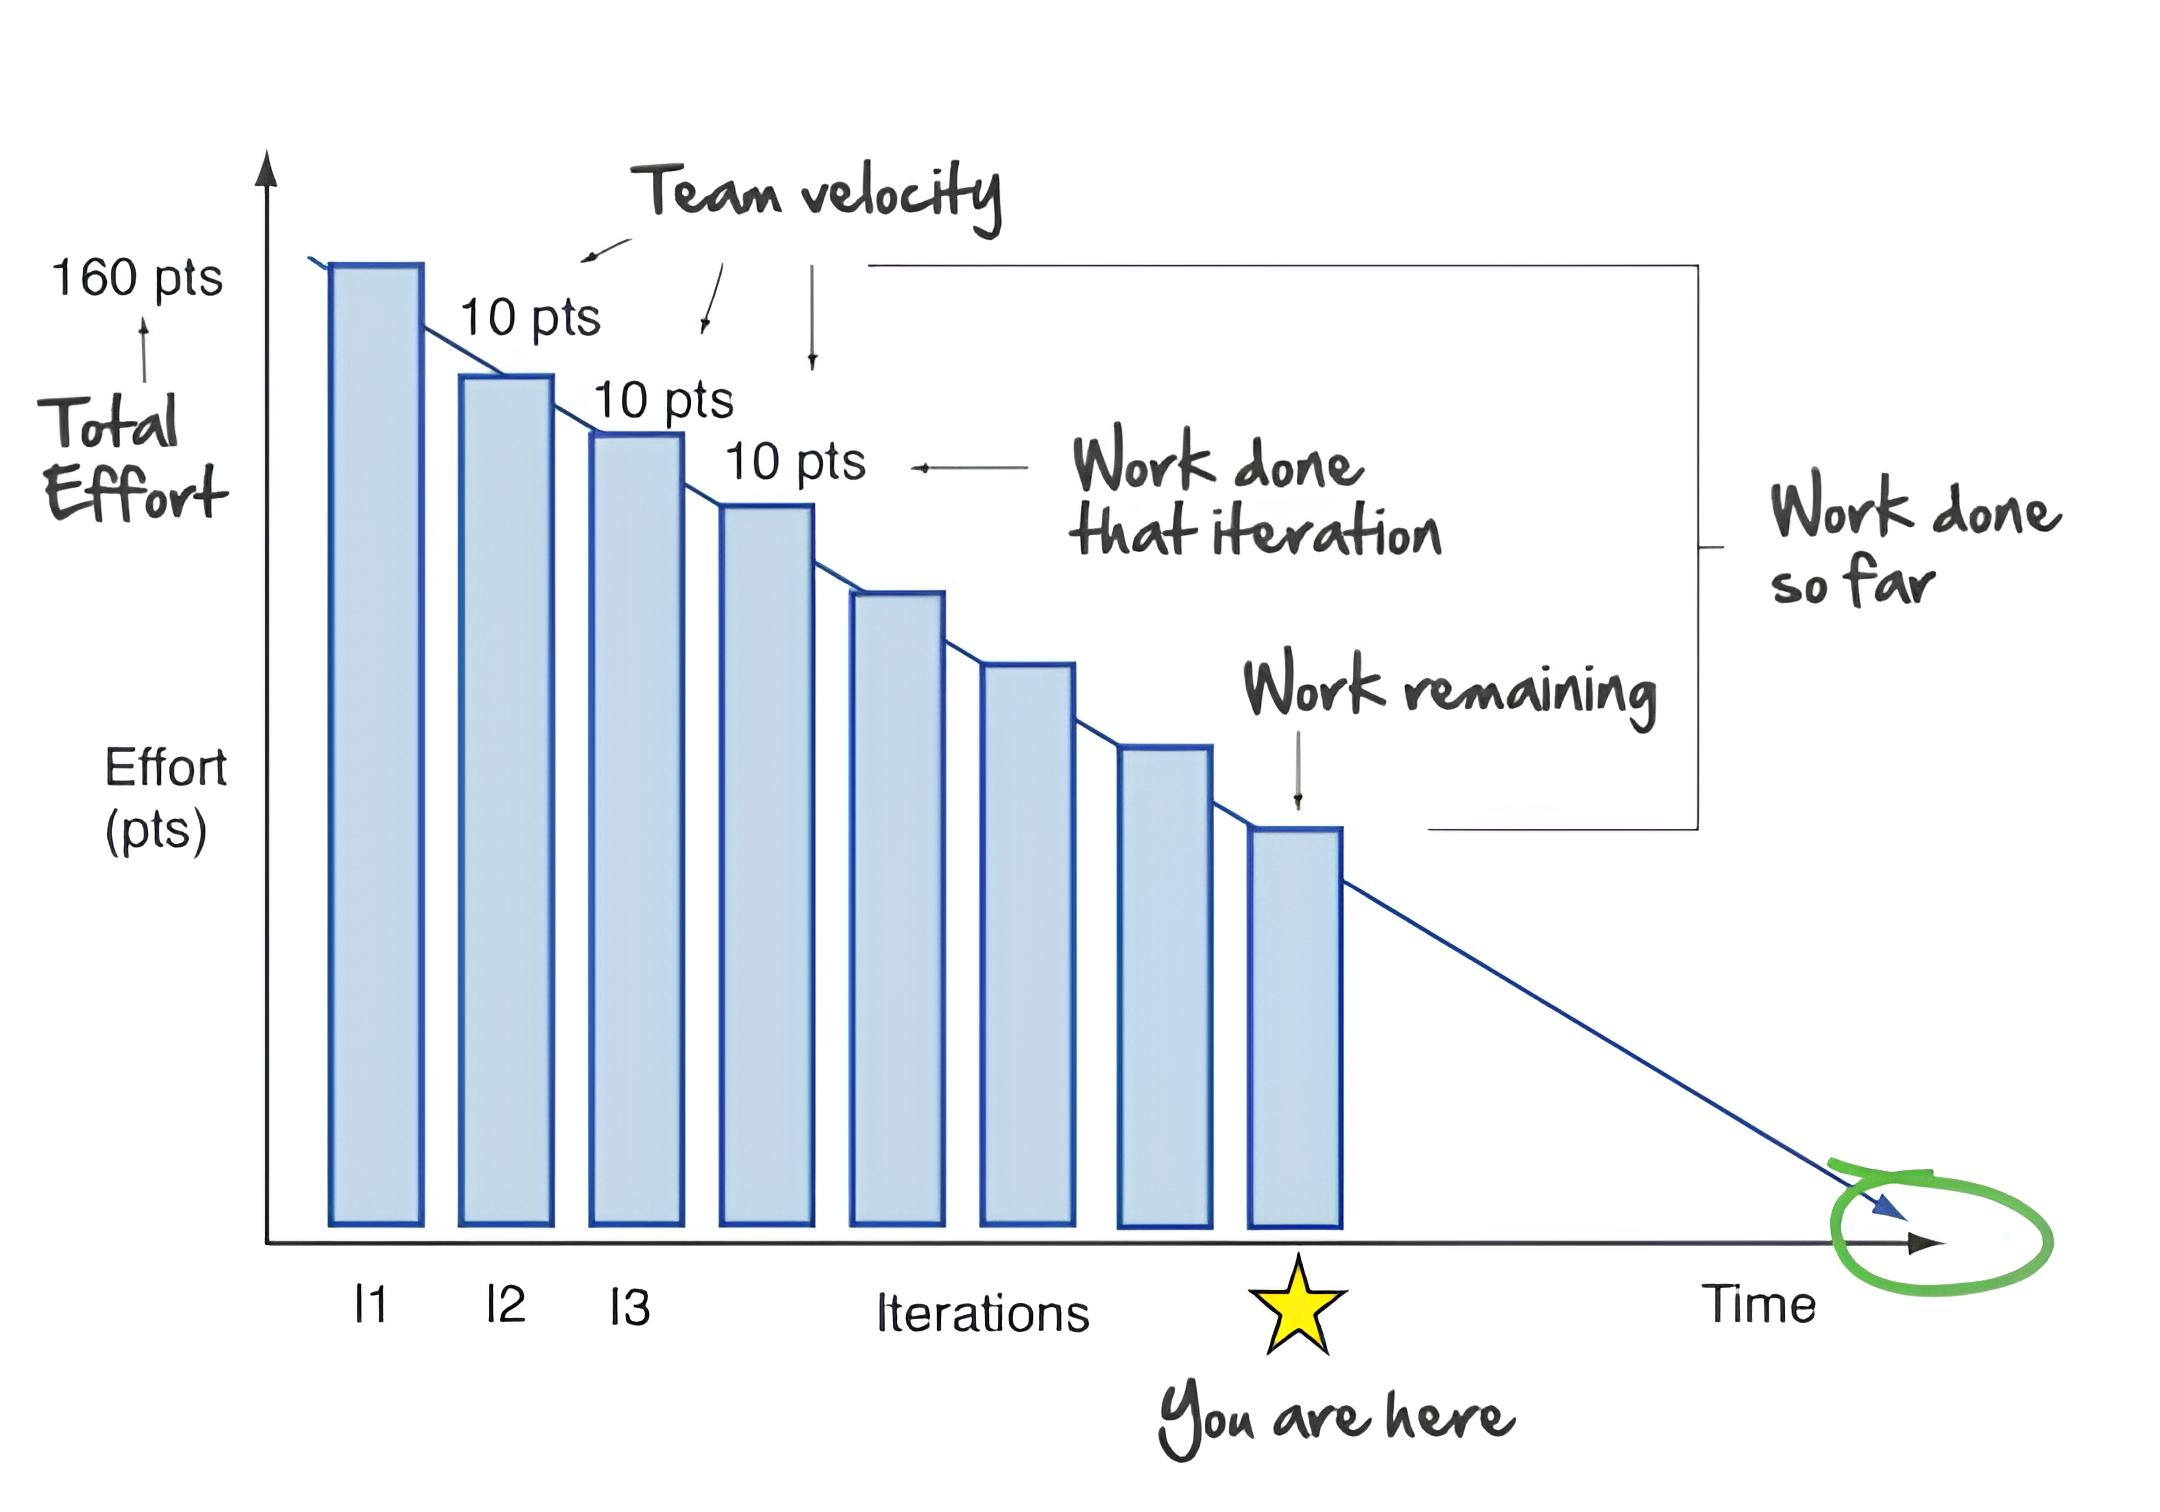 Team velocity
160 pts
10 pts
10 pts
10 pts
Total
Effort
Work done
that iteration
Work done
so far
Work remaining
Effort
(pts)
I1
I2
I3
Iterations
Time
You are here